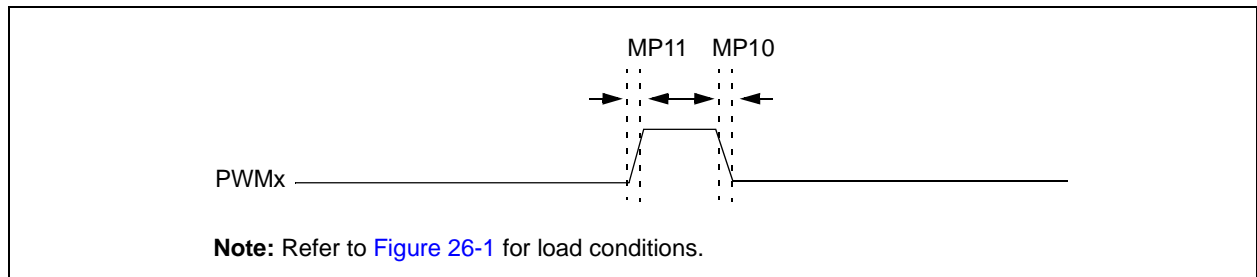 MP11 MP10
PWMx
Note: Refer to Figure 26-1 for load conditions.